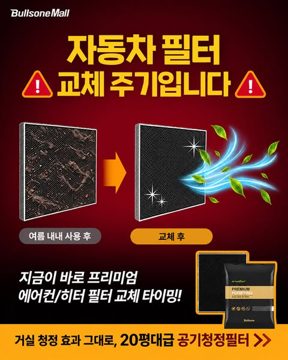 BullsoneMall
자동차 필터
교체 주기입니다
여름 내내 사용 후
교체 후
지금이 바로 프리미엄
에어컨/히터 필터 교체 타이밍!
PREMIUM
Bullsone
거실 청정 효과 그대로, 20평대급 공기청정필터 >>